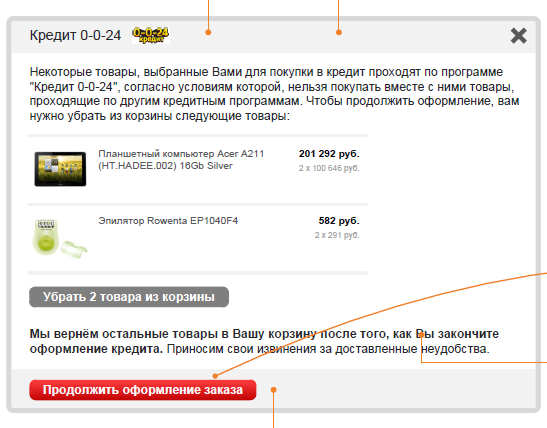 Кредит 0-0-24 0-0-24
кредит
Некоторые товары, выбранные Вами для покупки в кредит проходят по программе
"Кредит 0-0-24", согласно условиям которой, нельзя покупать вместе с ними товары,
проходящие по другим кредитным программам. Чтобы продолжить оформление, вам
нужно убрать из корзины следующие товары:
Планшетный компьютер Acer A211 201 292 руб.
(HT.HADEE.002) 16Gb Silver 2 x 100 646 руб.
Эпилятор Rowenta EP1040F4 582 руб.
2 x 291 руб.
Убрать 2 товара из корзины
Мы вернём остальные товары в Вашу корзину после того, как Вы закончите
оформление кредита. Приносим свои извинения за доставленные неудобства.
Продолжить оформление заказа